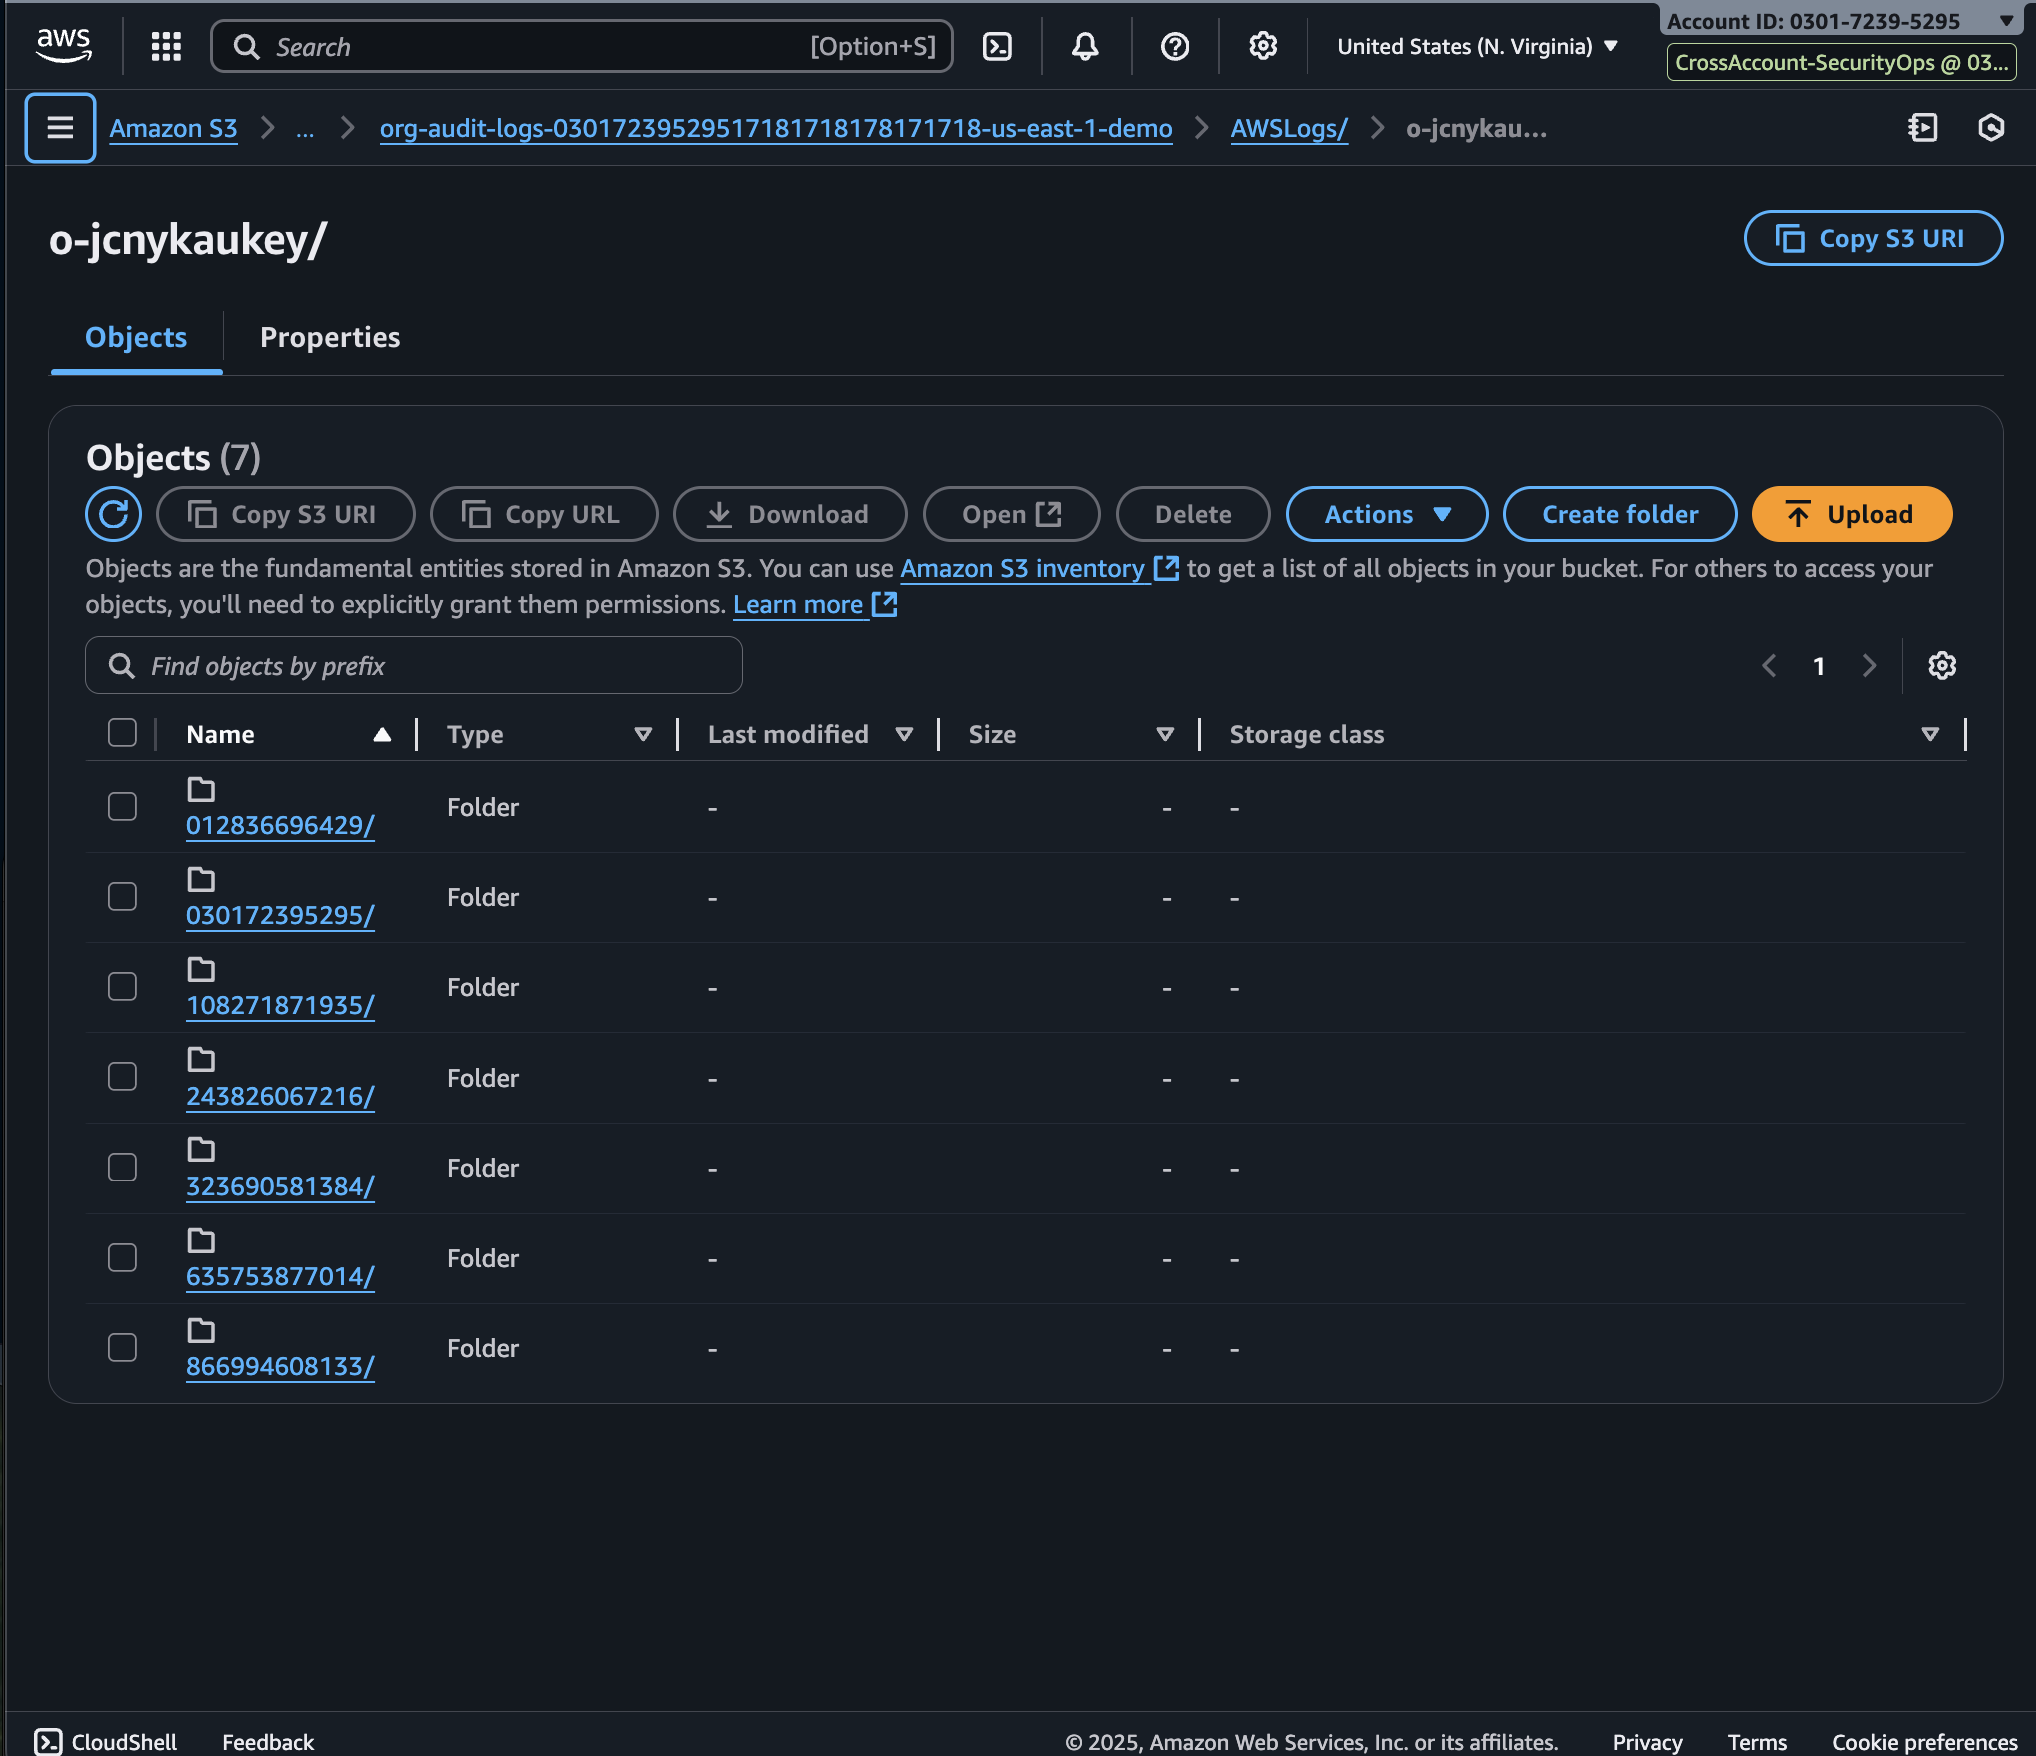 aws
Search [Option+S]
United States (N. Virginia)
Account ID: 0301-7239-5295
CrossAccount-SecurityOps @ 03...
Amazon S3 > ... > org-audit-logs-030172395295171817181781717​18-us-east-1-demo > AWSLogs/ > o-jcnykau...
o-jcnykaukey/
Copy S3 URI
Objects
Properties
Objects (7)
Copy S3 URI
Copy URL
Download
Open
Delete
Actions
Create folder
Upload
Objects are the fundamental entities stored in Amazon S3. You can use Amazon S3 inventory to get a list of all objects in your bucket. For others to access your
objects, you'll need to explicitly grant them permissions. Learn more
Find objects by prefix
1
Name Type Last modified Size Storage class
012836696429/ Folder - - -
030172395295/ Folder - - -
108271871935/ Folder - - -
243826067216/ Folder - - -
323690581384/ Folder - - -
635753877014/ Folder - - -
866994608133/ Folder - - -
CloudShell Feedback © 2025, Amazon Web Services, Inc. or its affiliates. Privacy Terms Cookie preferences